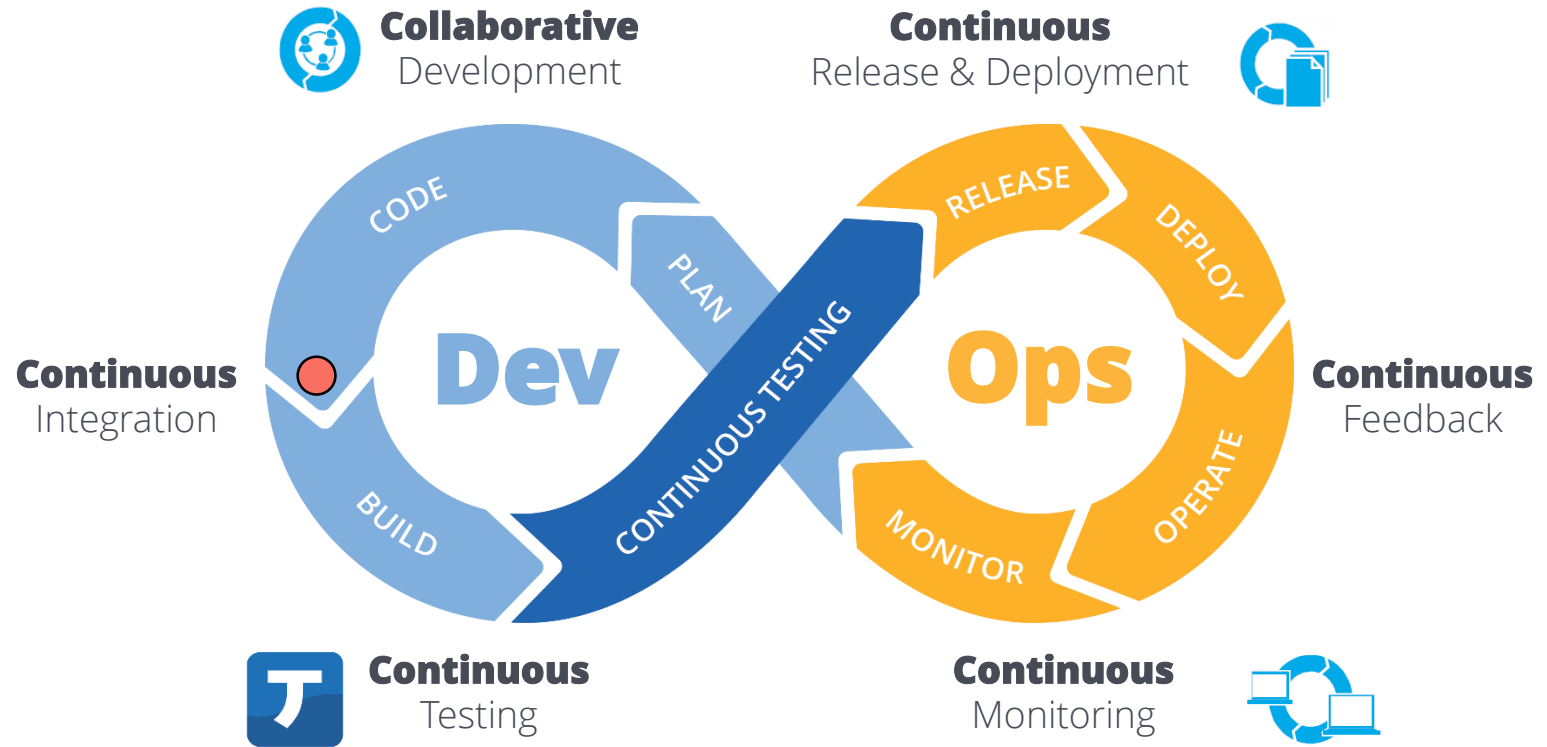 Collaborative
Development
Continuous
Release & Deployment
CODE
PLAN
RELEASE
DEPLOY
Dev
Ops
Continuous
Integration
CONTINUOUS TESTING
Continuous
Feedback
BUILD
MONITOR
OPERATE
Continuous
Testing
Continuous
Monitoring